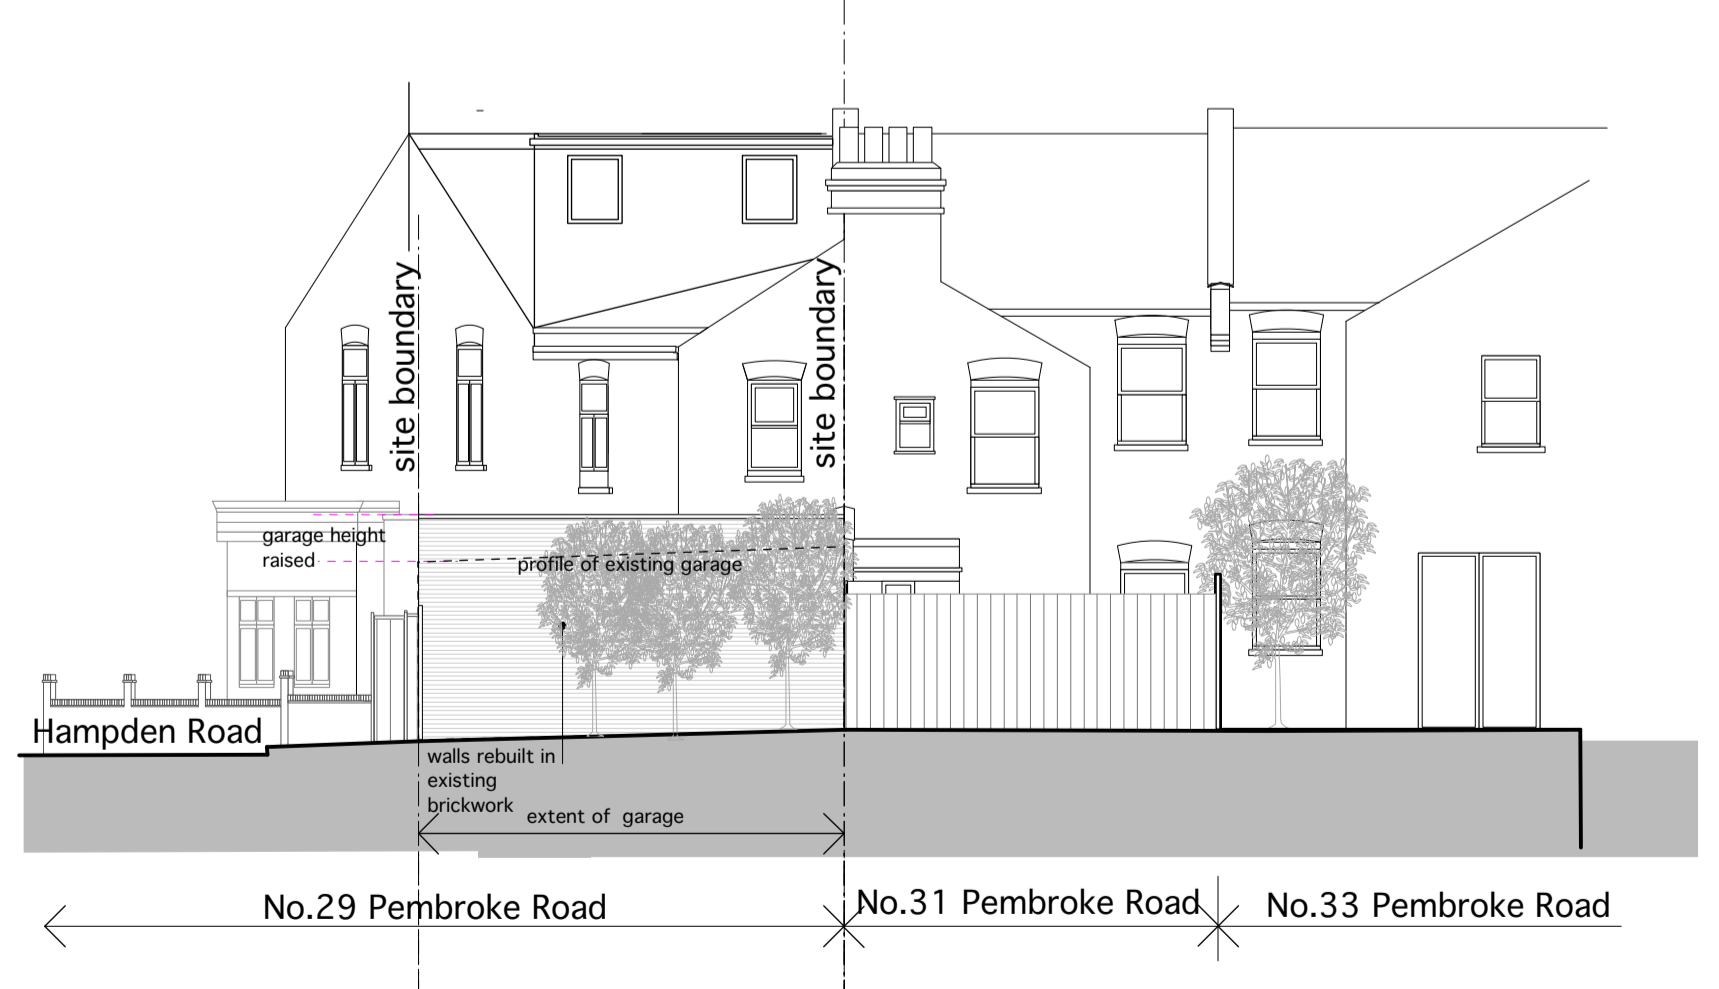 site boundary
site boundary
garage height
raised
profile of existing garage
Hampden Road
walls rebuilt in
existing
brickwork
extent of garage
No.29 Pembroke Road
No.31 Pembroke Road
No.33 Pembroke Road